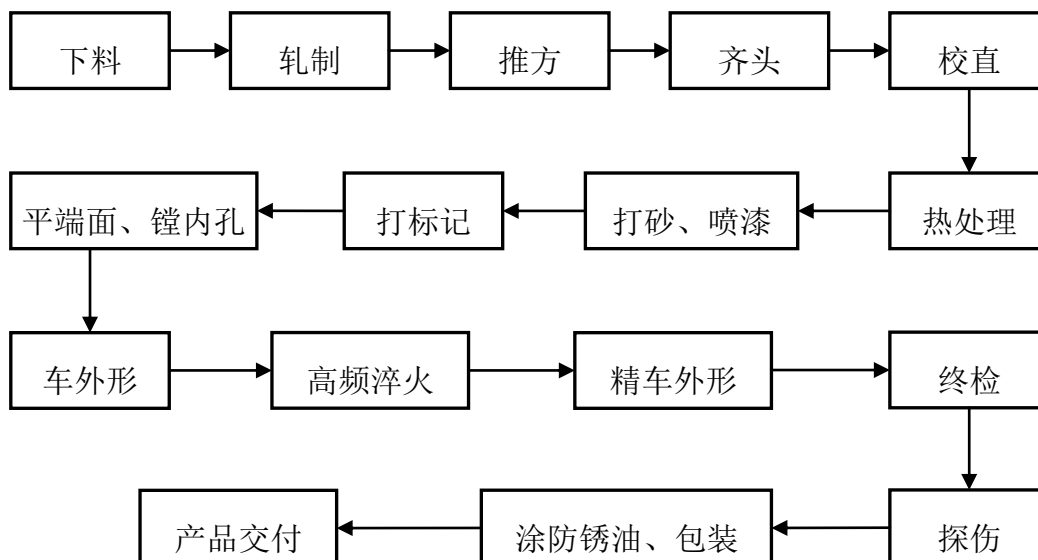 下料
轧制
推方
齐头
校直
热处理
打砂、喷漆
打标记
平端面、镗内孔
车外形
高频淬火
精车外形
终检
探伤
涂防锈油、包装
产品交付